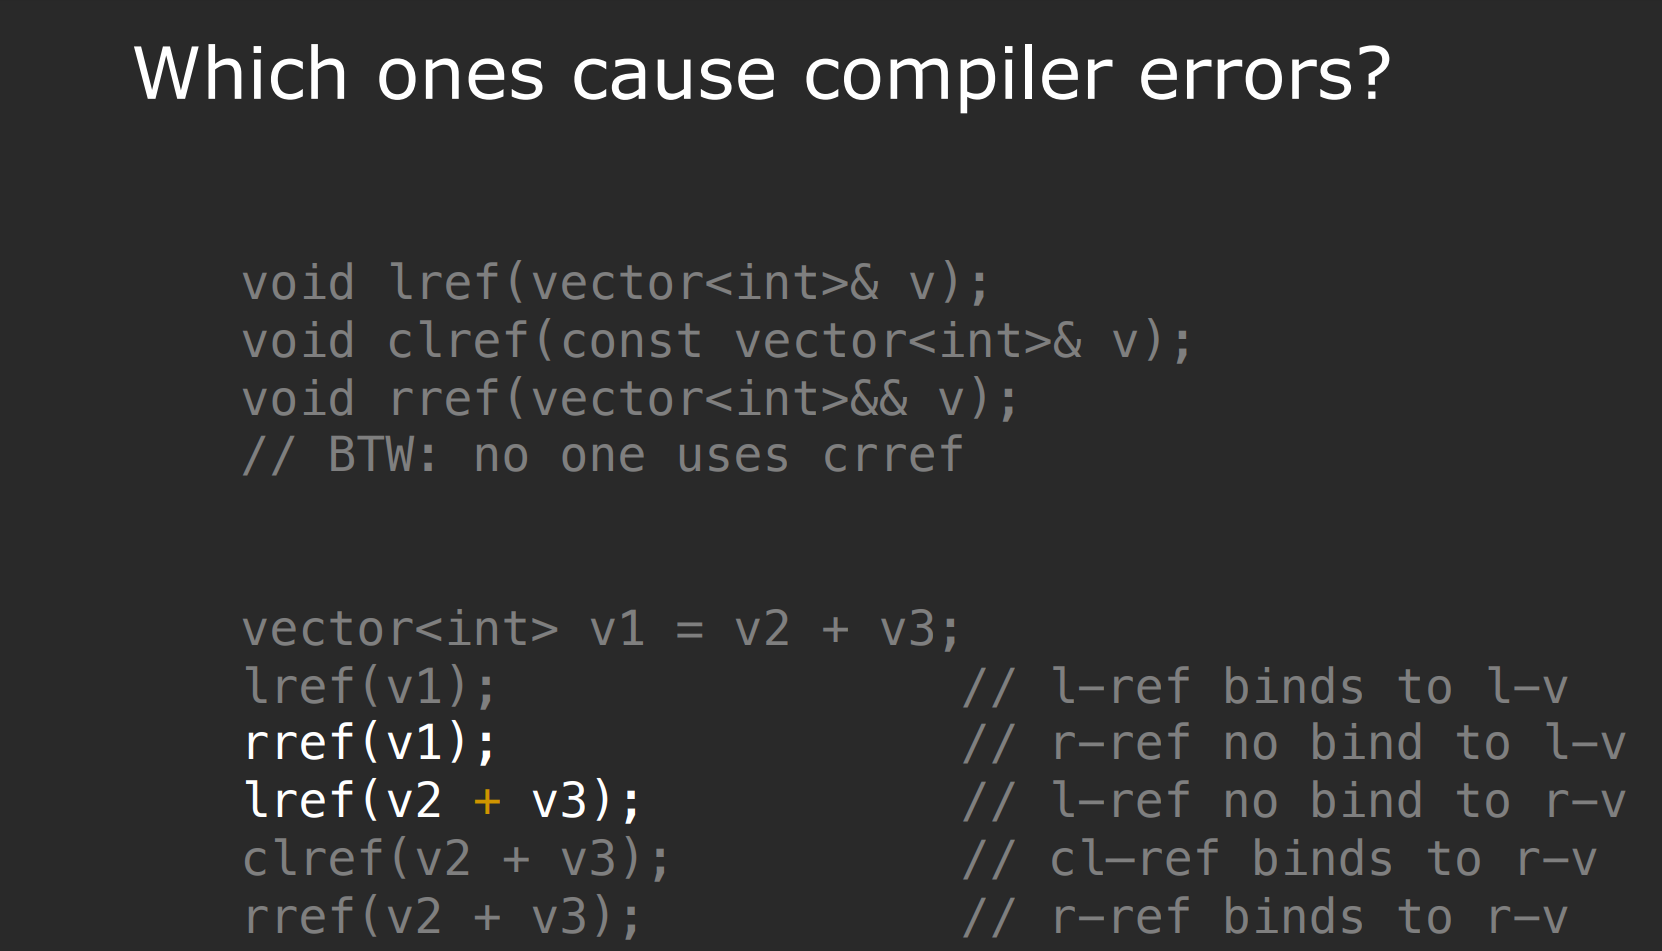 Which ones cause compiler errors?
void lref(vector<int>& v);
void clref(const vector<int>& v);
void rref(vector<int>&& v);
// BTW: no one uses crref
vector<int> v1 = v2 + v3;
lref(v1); // l-ref binds to l-v
rref(v1); // r-ref no bind to l-v
lref(v2 + v3); // l-ref no bind to r-v
clref(v2 + v3); // cl-ref binds to r-v
rref(v2 + v3); // r-ref binds to r-v